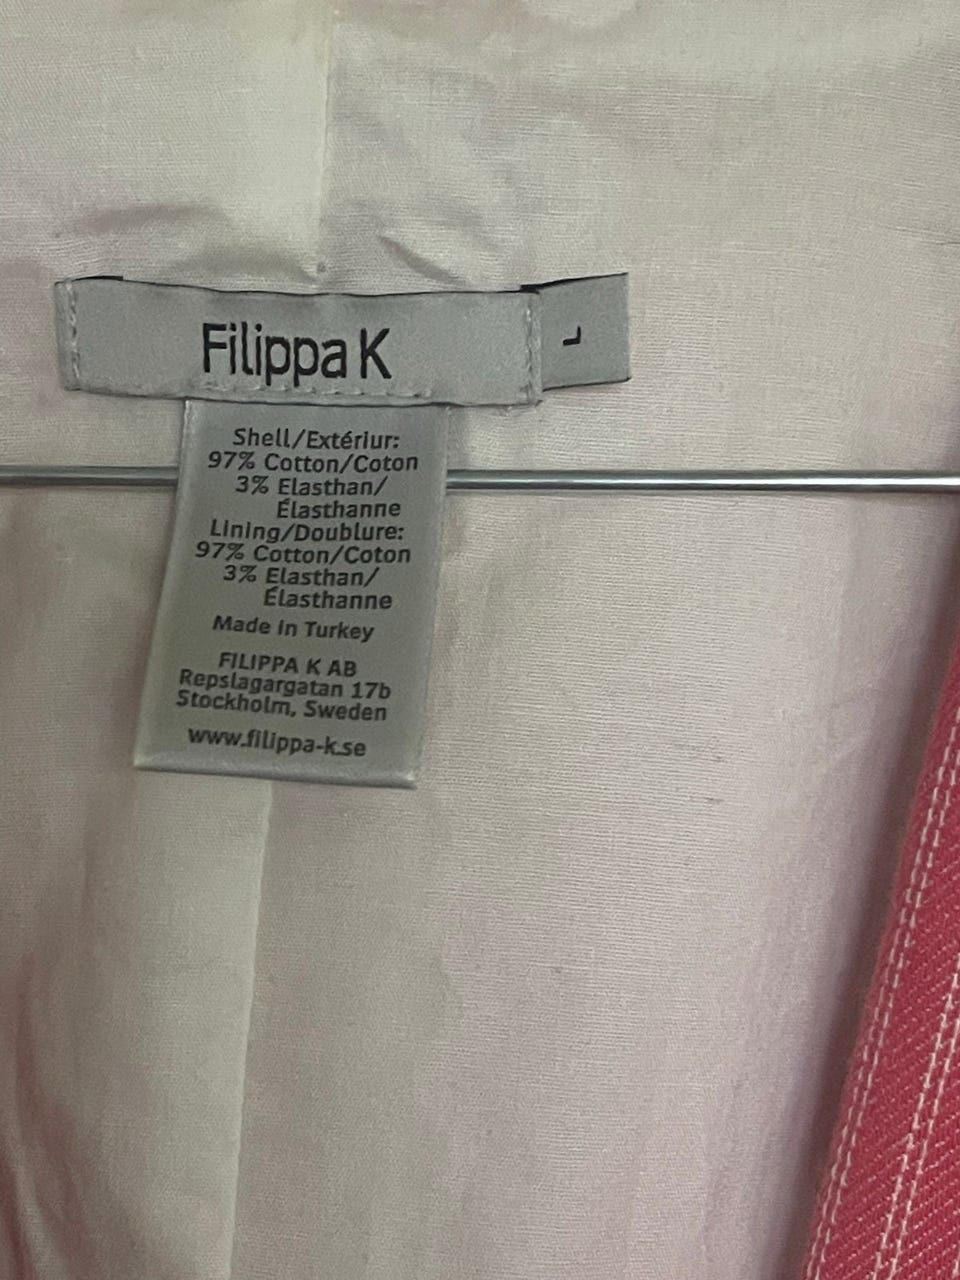 Filippa K
L
Shell/Extériur:
97% Cotton/Coton
3% Elasthan/
Élasthanne
Lining/Doublure:
97% Cotton/Coton
3% Elasthan/
Élasthanne
Made in Turkey
FILIPPA K AB
Repslagargatan 17b
Stockholm, Sweden
www.filippa-k.se